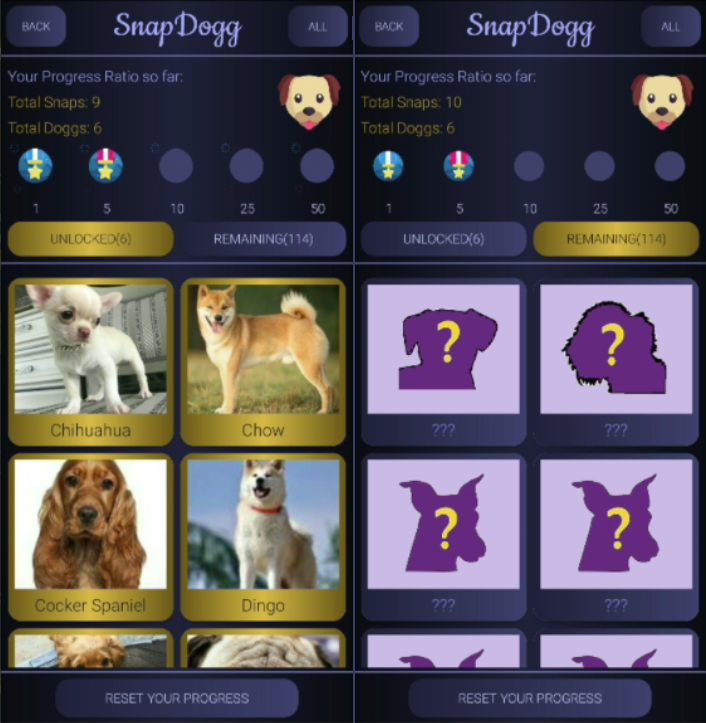 BACK SnapDogg ALL
Your Progress Ratio so far:
Total Snaps: 9
Total Doggs: 6
1 5 10 25 50
UNLOCKED(6) REMAINING(114)
Chihuahua Chow
Cocker Spaniel Dingo
RESET YOUR PROGRESS
BACK SnapDogg ALL
Your Progress Ratio so far:
Total Snaps: 10
Total Doggs: 6
1 5 10 25 50
UNLOCKED(6) REMAINING(114)
? ?
??? ???
? ?
??? ???
RESET YOUR PROGRESS